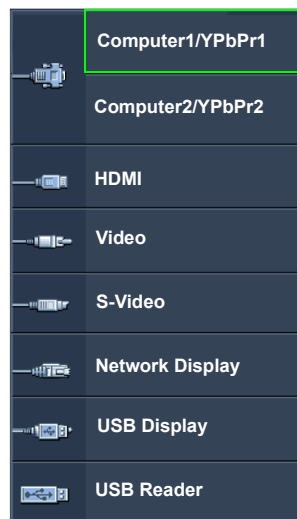 Computer1/YPbPr1
Computer2/YPbPr2
HDMI
Video
S-Video
Network Display
USB Display
USB Reader